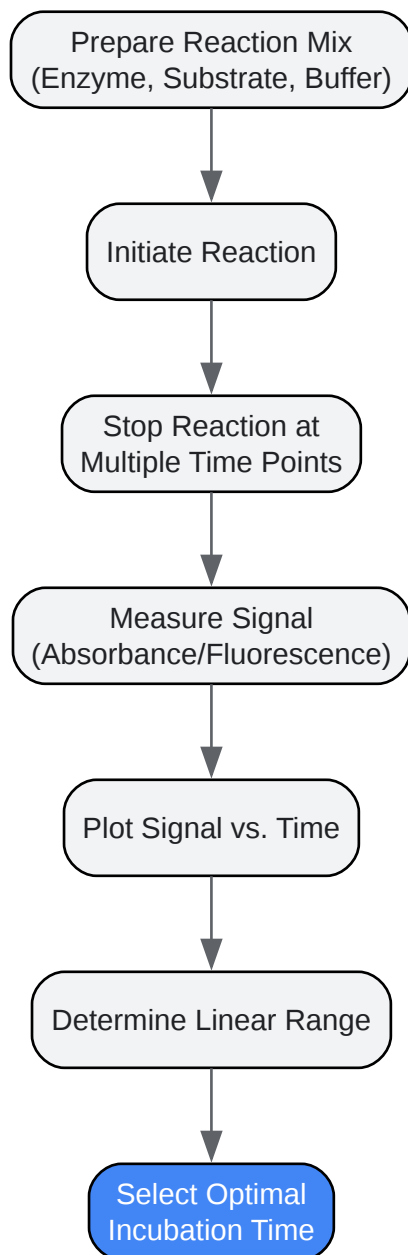 Prepare Reaction Mix
(Enzyme, Substrate, Buffer)
Initiate Reaction
Stop Reaction at
Multiple Time Points
Measure Signal
(Absorbance/Fluorescence)
Plot Signal vs. Time
Determine Linear Range
Select Optimal
Incubation Time